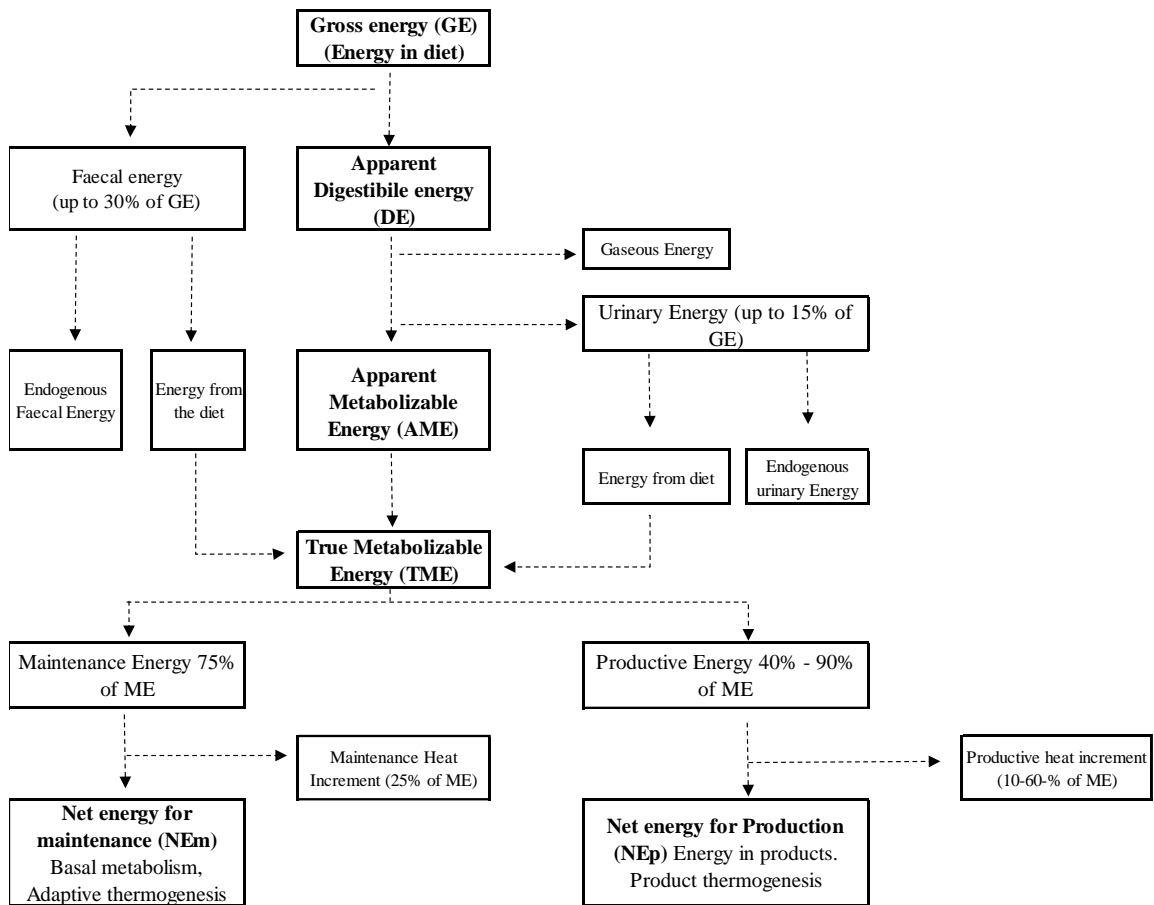 Gross energy (GE)
(Energy in diet)
Faecal energy
(up to 30% of GE)
Apparent
Digestibile energy
(DE)
Gaseous Energy
Urinary Energy (up to 15% of
GE)
Endogenous
Faecal Energy
Energy from
the diet
Apparent
Metabolizable
Energy (AME)
Energy from diet
Endogenous
urinary Energy
True Metabolizable
Energy (TME)
Maintenance Energy 75%
of ME
Productive Energy 40% - 90%
of ME
Maintenance Heat
Increment (25% of ME)
Productive heat increment
(10-60-% of ME)
Net energy for
maintenance (NEm)
Basal metabolism,
Adaptive thermogenesis
Net energy for Production
(NEp) Energy in products.
Product thermogenesis